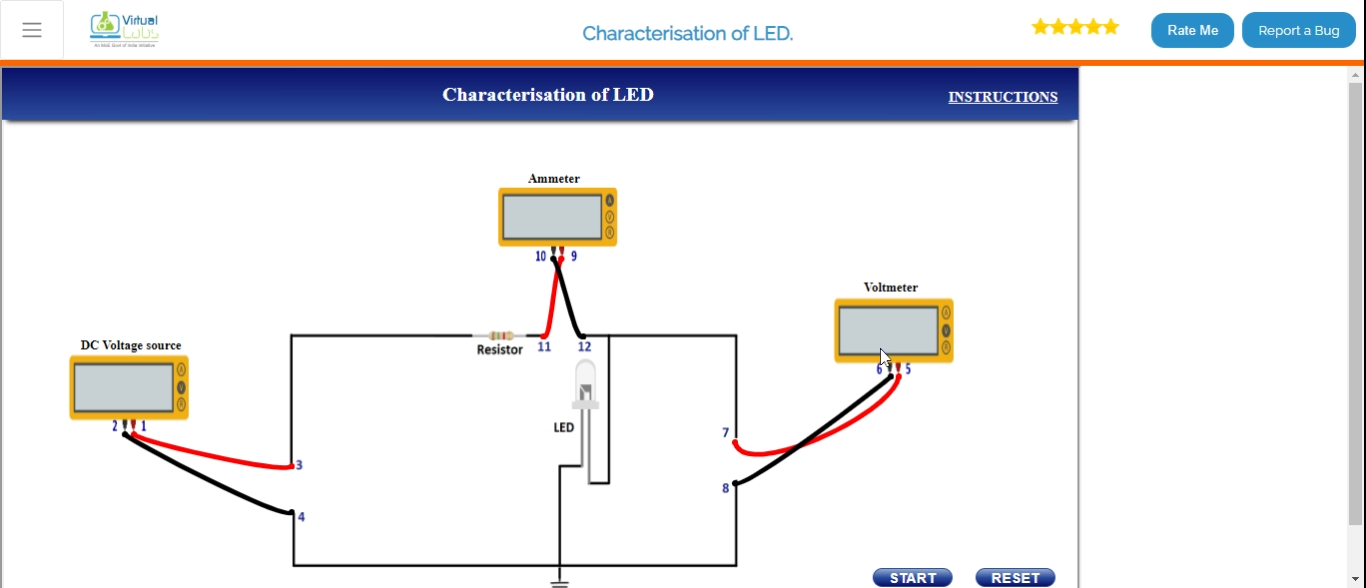 Virtual
Labs
An MoE Govt of India Initiative
Characterisation of LED.
Rate Me
Report a Bug
Characterisation of LED
INSTRUCTIONS
Ammeter
A
V
R
10 9
Voltmeter
A
V
R
6 5
DC Voltage source
A
V
R
2 1
Resistor
11 12
LED
7
3
8
4
START
RESET